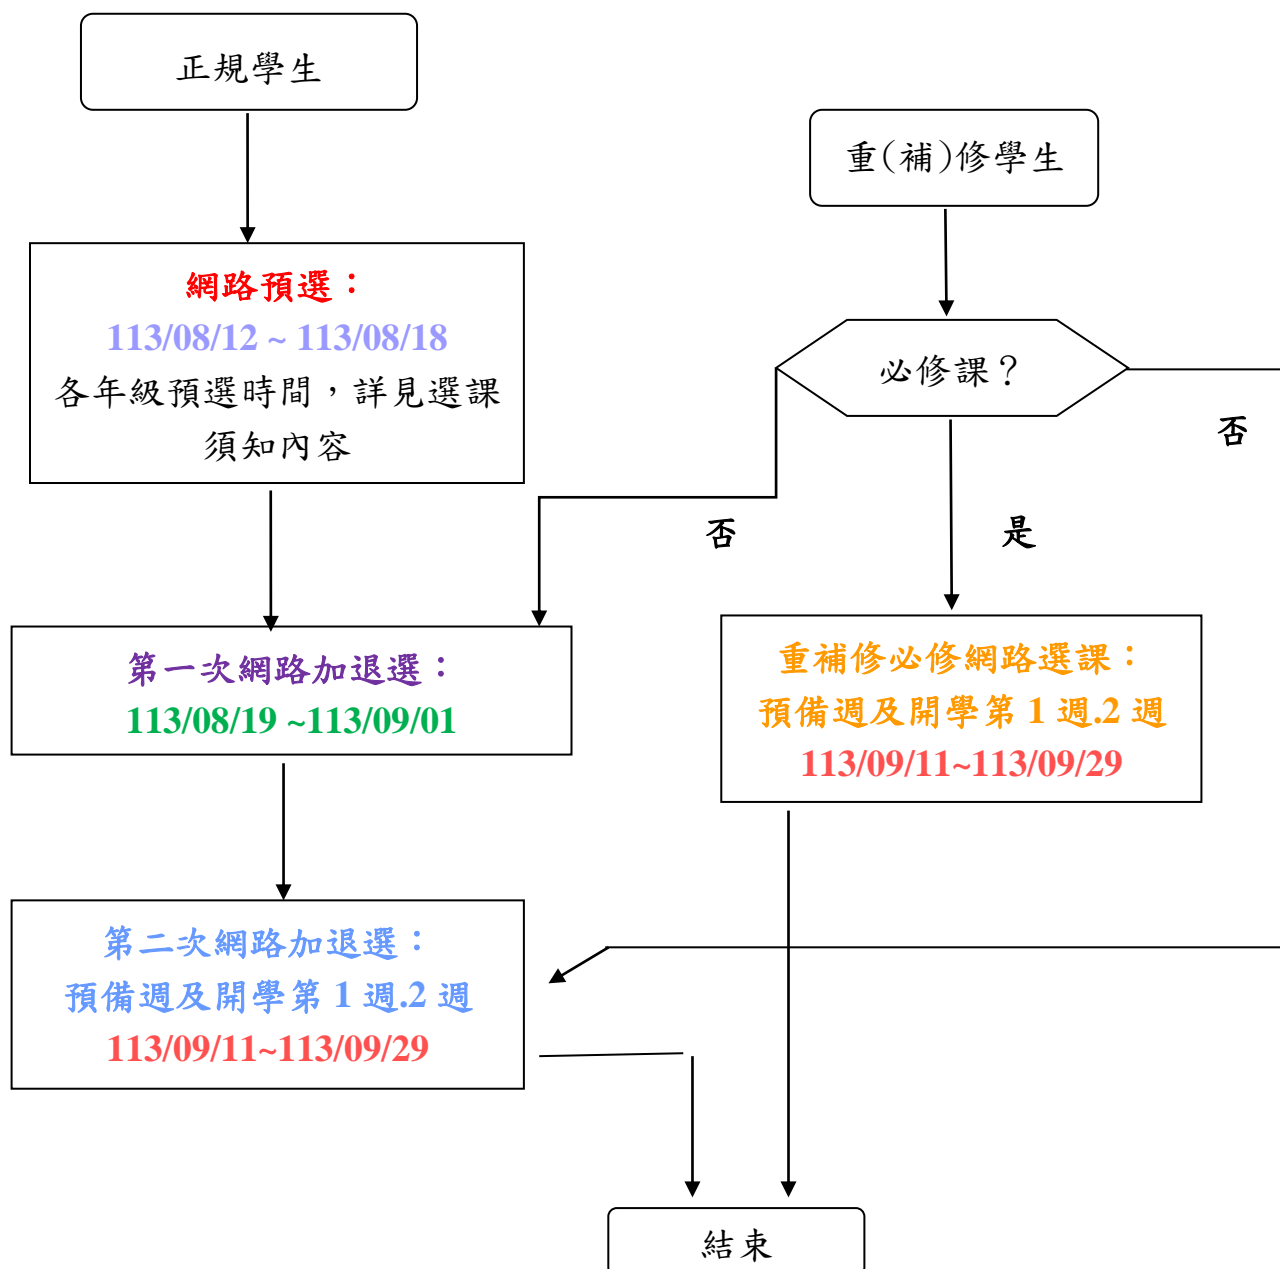 正規學生
重(補)修學生
網路預選：
113/08/12 ~ 113/08/18
各年級預選時間，詳見選課
須知內容
必修課？
否
否
是
第一次網路加退選：
113/08/19 ~113/09/01
重補修必修網路選課：
預備週及開學第 1 週.2 週
113/09/11~113/09/29
第二次網路加退選：
預備週及開學第 1 週.2 週
113/09/11~113/09/29
結束